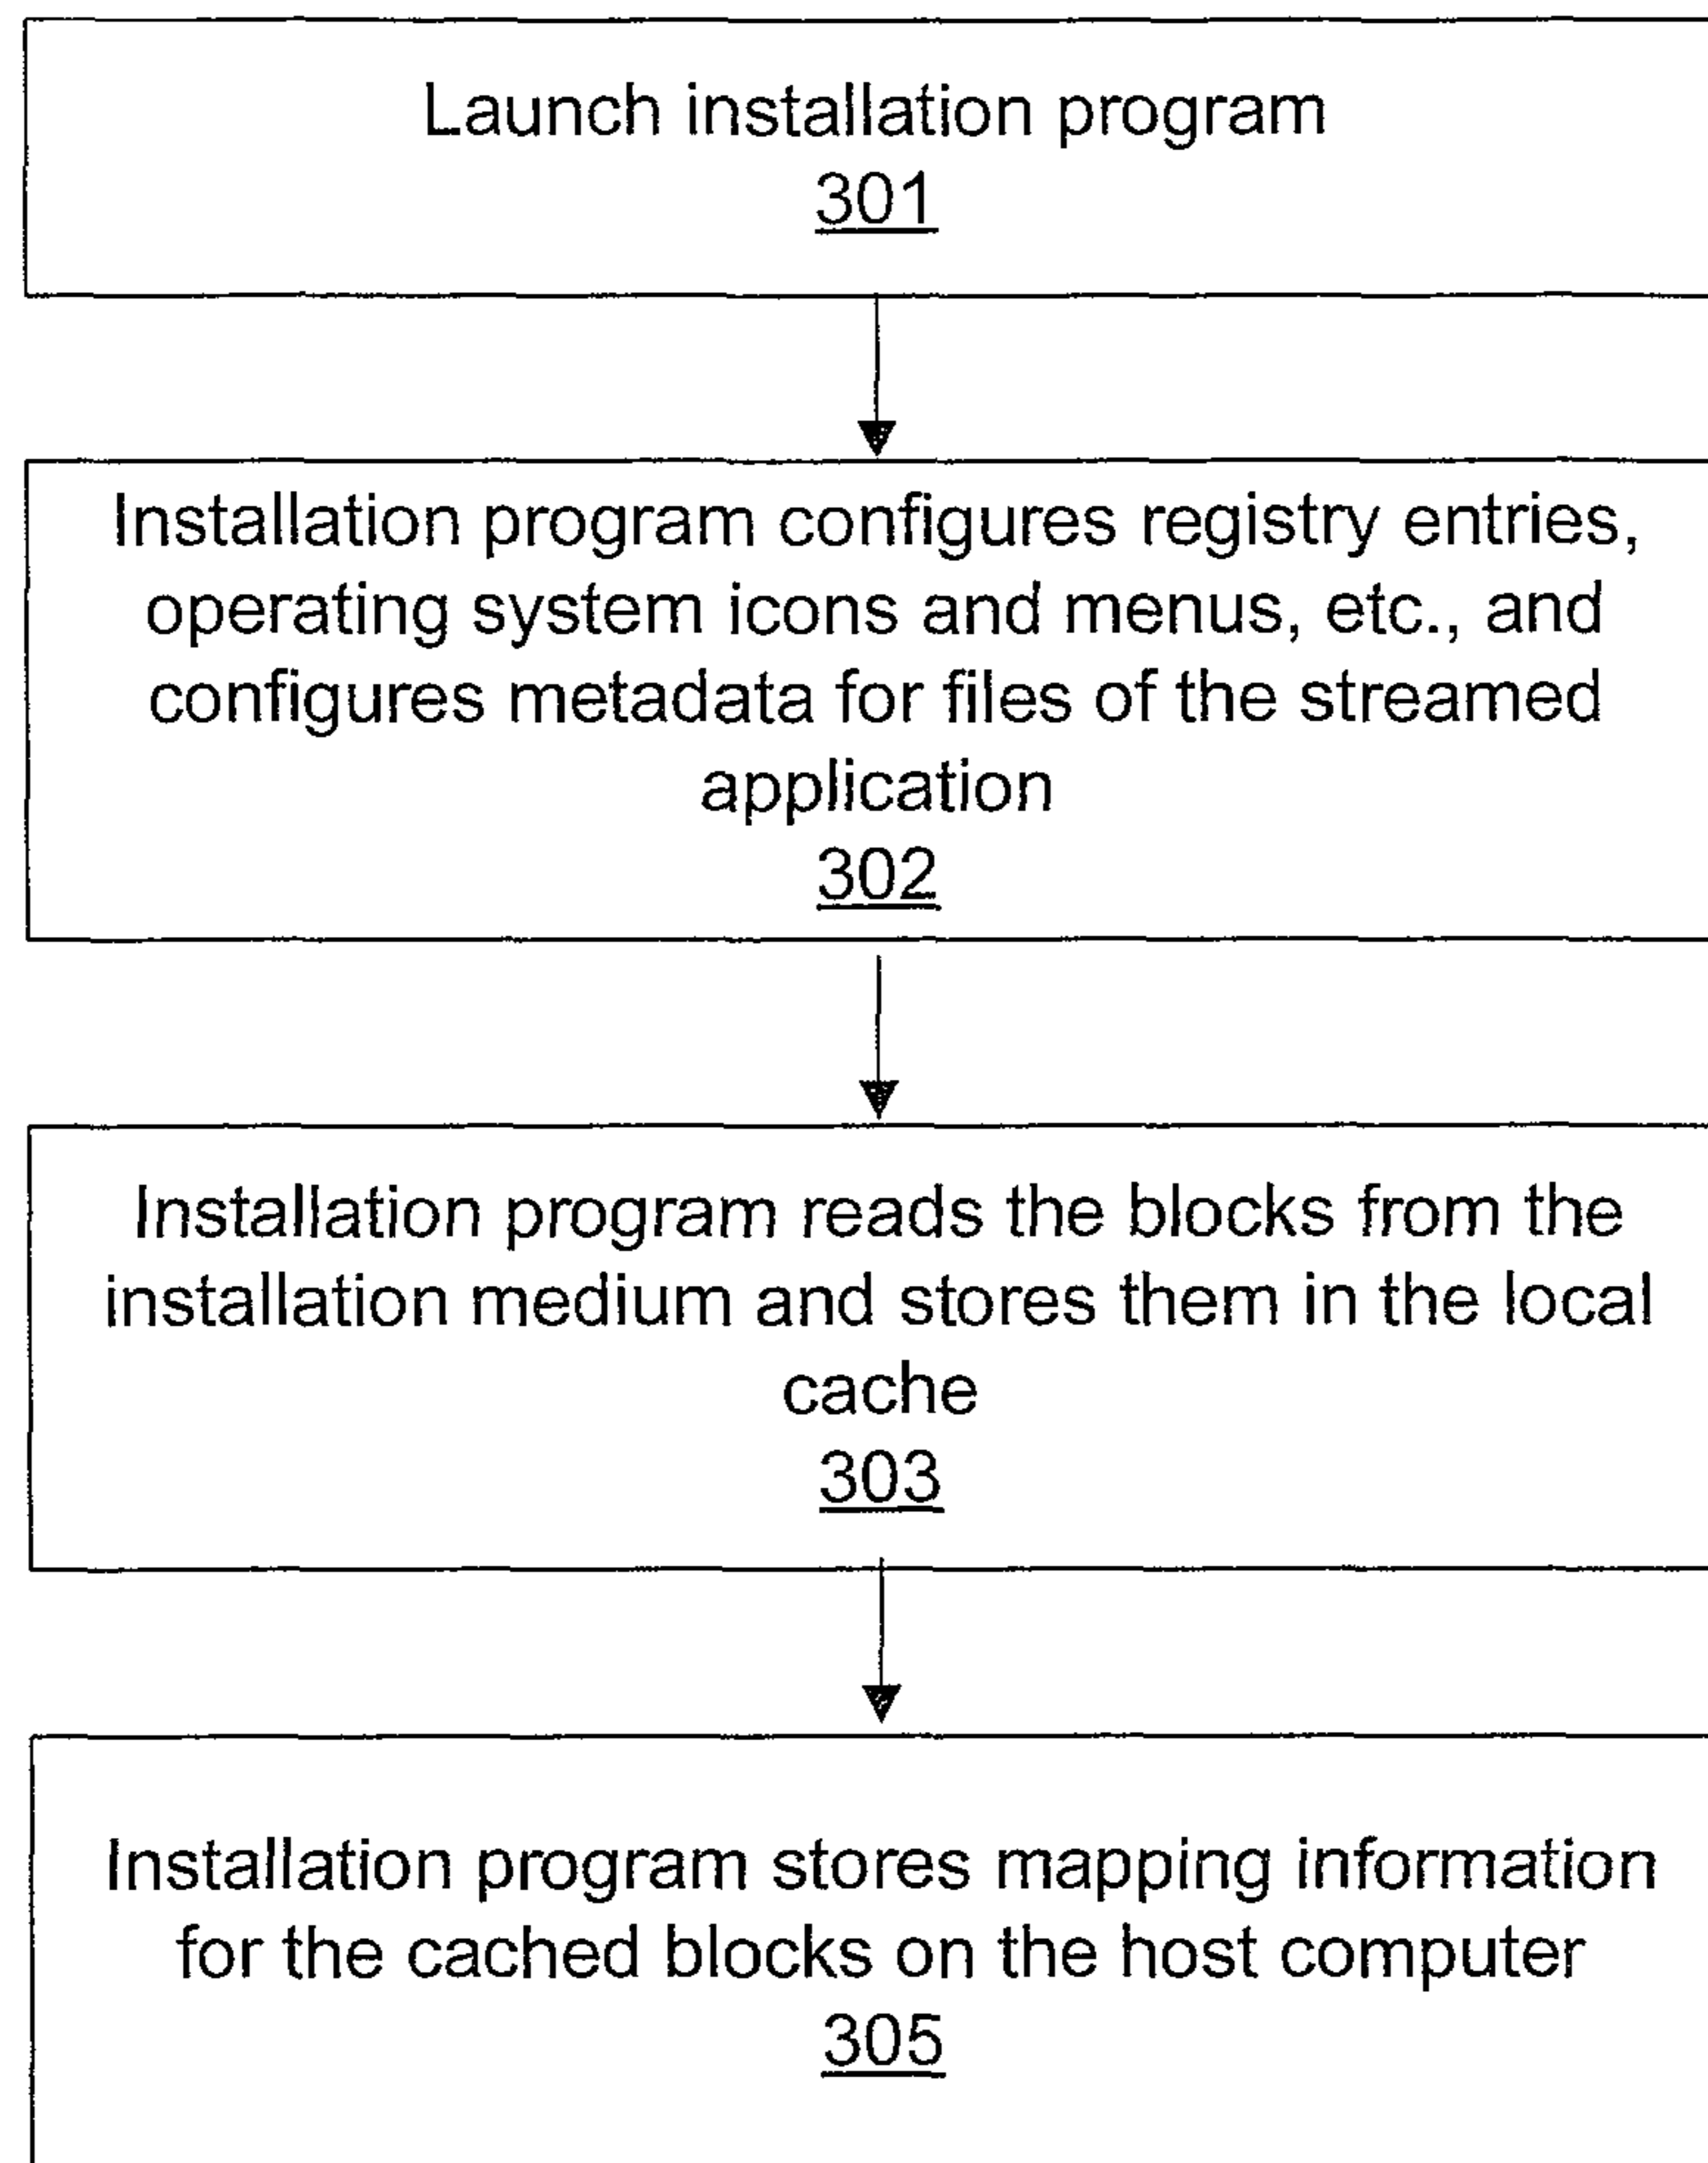 Launch installation program
301
Installation program configures registry entries,
operating system icons and menus, etc., and
configures metadata for files of the streamed
application
302
Installation program reads the blocks from the
installation medium and stores them in the local
cache
303
Installation program stores mapping information
for the cached blocks on the host computer
305